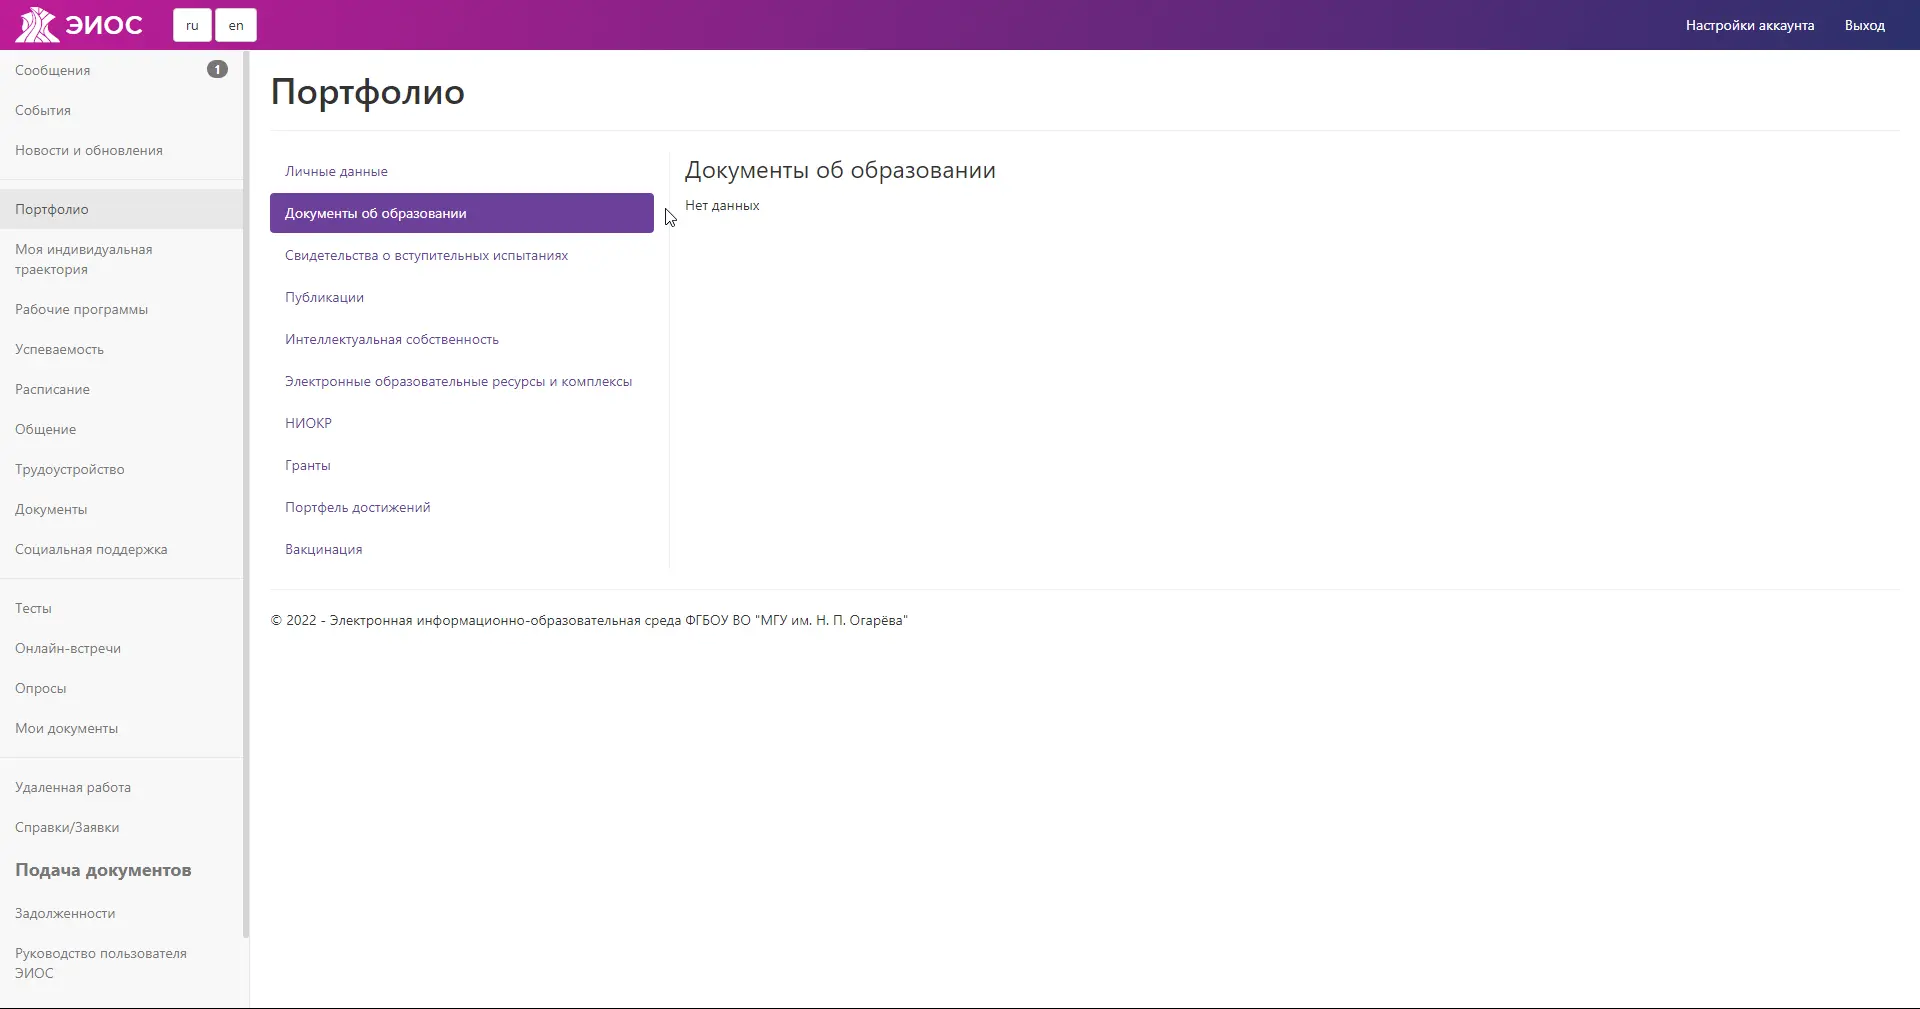 ЭИОС
ru
en
Настройки аккаунта
Выход
Сообщения
1
События
Новости и обновления
Портфолио
Моя индивидуальная
траектория
Рабочие программы
Успеваемость
Расписание
Общение
Трудоустройство
Документы
Социальная поддержка
Тесты
Онлайн-встречи
Опросы
Мои документы
Удаленная работа
Справки/Заявки
Подача документов
Задолженности
Руководство пользователя
ЭИОС
Портфолио
Личные данные
Документы об образовании
Свидетельства о вступительных испытаниях
Публикации
Интеллектуальная собственность
Электронные образовательные ресурсы и комплексы
НИОКР
Гранты
Портфель достижений
Вакцинация
Документы об образовании
Нет данных
© 2022 - Электронная информационно-образовательная среда ФГБОУ ВО "МГУ им. Н. П. Огарёва"